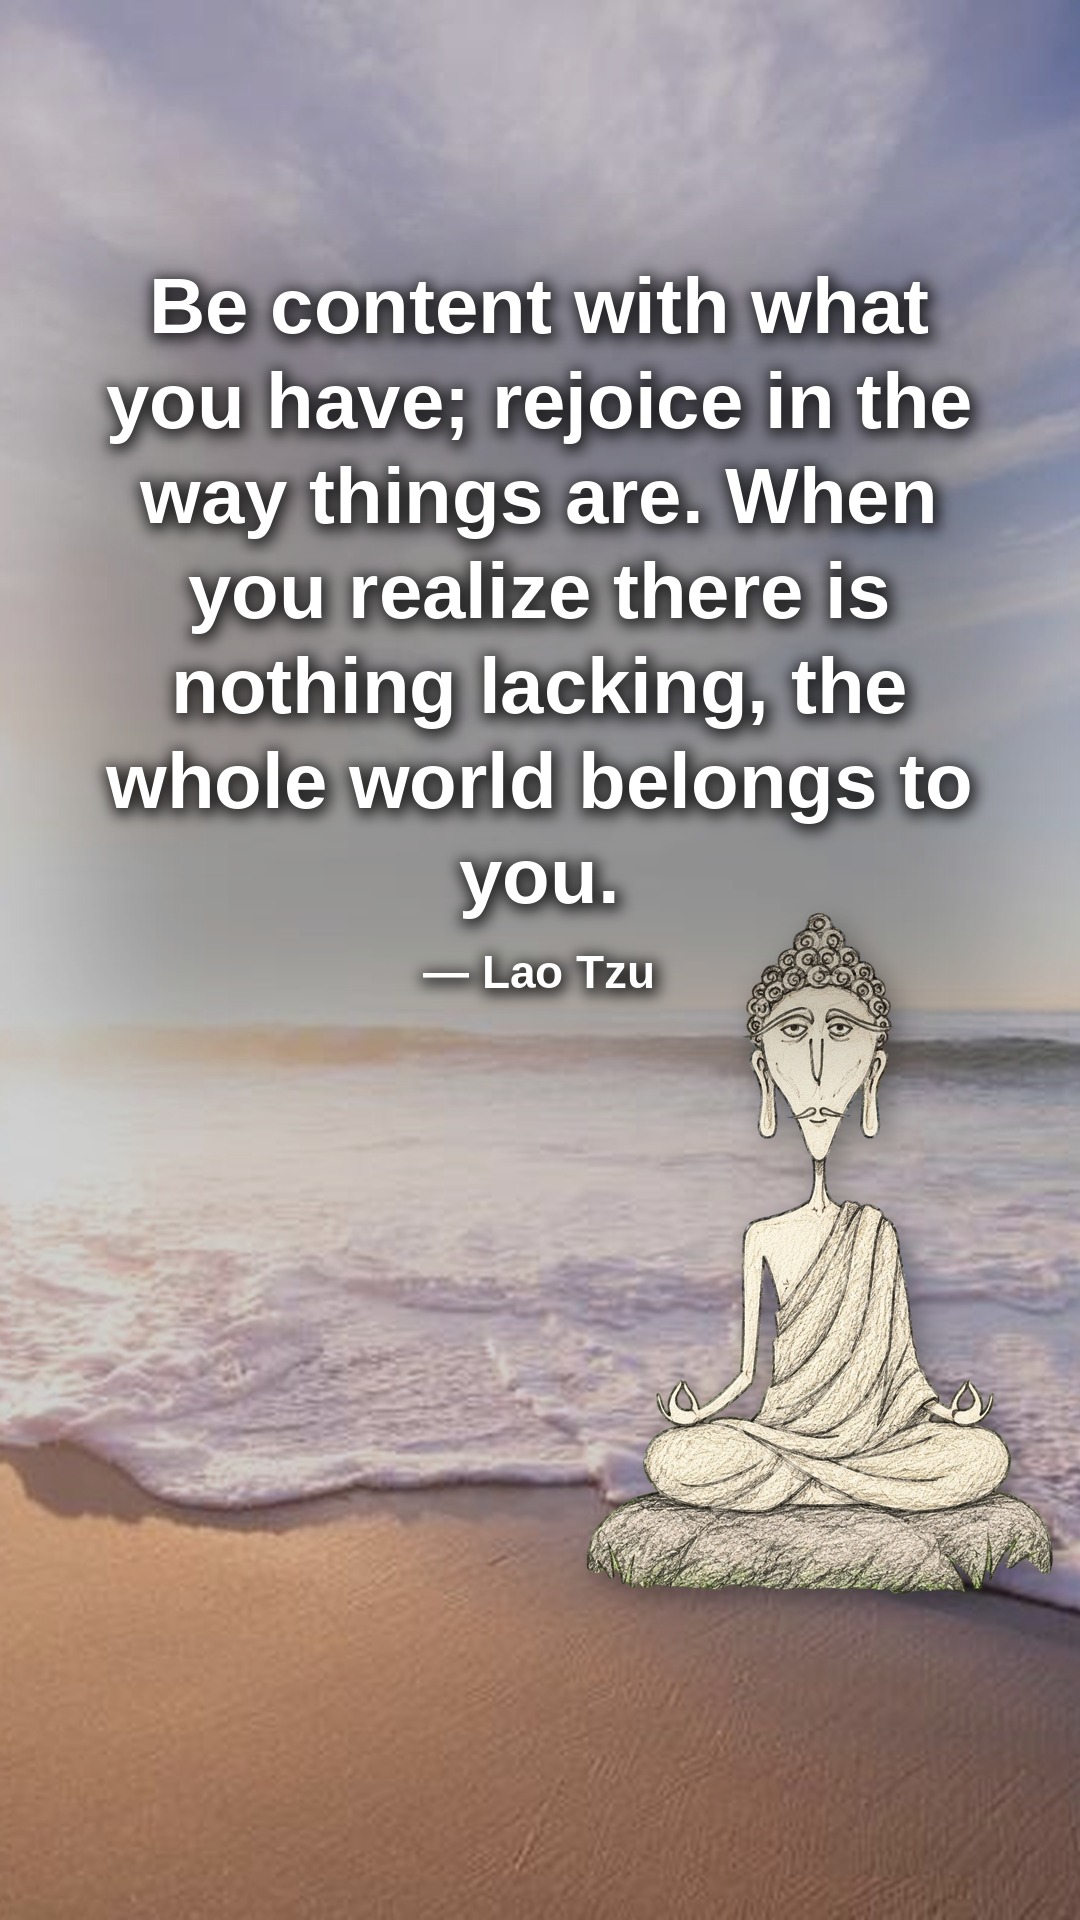 Be content with what
you have; rejoice in the
way things are. When
you realize there is
nothing lacking, the
whole world belongs to
you.
— Lao Tzu